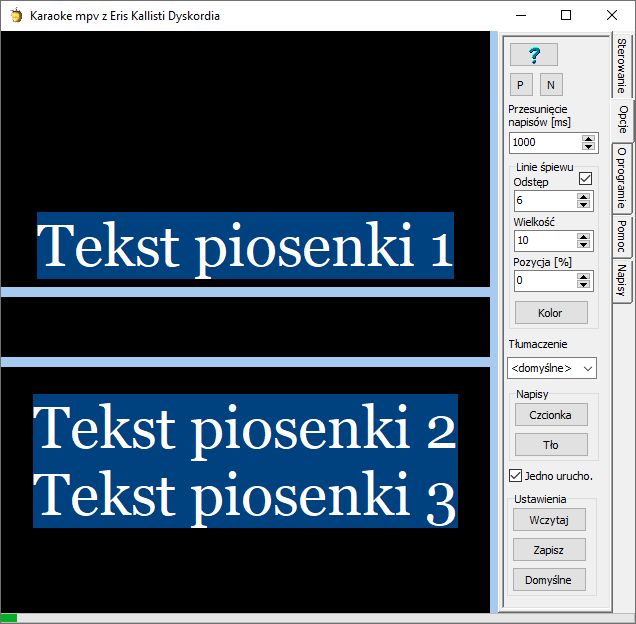 Karaoke mpv z Eris Kallisti Dyskordia
Tekst piosenki 1
Tekst piosenki 2
Tekst piosenki 3
?
P N
Przesunięcie
napisów [ms]
1000
Linie śpiewu
Odstęp
6
Wielkość
10
Pozycja [%]
0
Kolor
Tłumaczenie
<domyślne>
Napisy
Czcionka
Tło
Jedno urucho.
Ustawienia
Wczytaj
Zapisz
Domyślne
Sterowanie
Opcje
O programie
Pomoc
Napisy